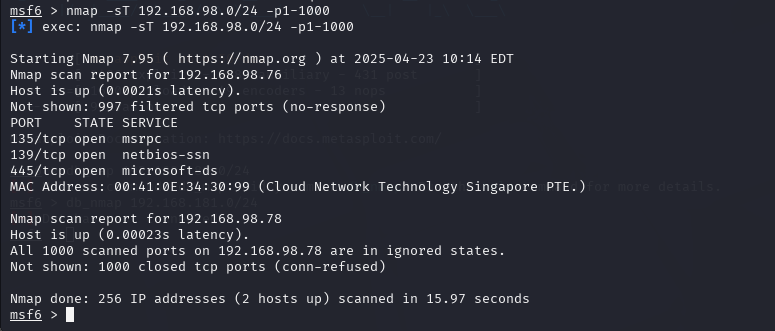 msf6 > nmap -sT 192.168.98.0/24 -p1-1000
[*] exec: nmap -sT 192.168.98.0/24 -p1-1000
Starting Nmap 7.95 ( https://nmap.org ) at 2025-04-23 10:14 EDT
Nmap scan report for 192.168.98.76
Host is up (0.0021s latency).
Not shown: 997 filtered tcp ports (no-response)
PORT    STATE SERVICE
135/tcp open  msrpc
139/tcp open  netbios-ssn
445/tcp open  microsoft-ds
MAC Address: 00:41:0E:34:30:99 (Cloud Network Technology Singapore PTE.)
Nmap scan report for 192.168.98.78
Host is up (0.00023s latency).
All 1000 scanned ports on 192.168.98.78 are in ignored states.
Not shown: 1000 closed tcp ports (conn-refused)
Nmap done: 256 IP addresses (2 hosts up) scanned in 15.97 seconds
msf6 >